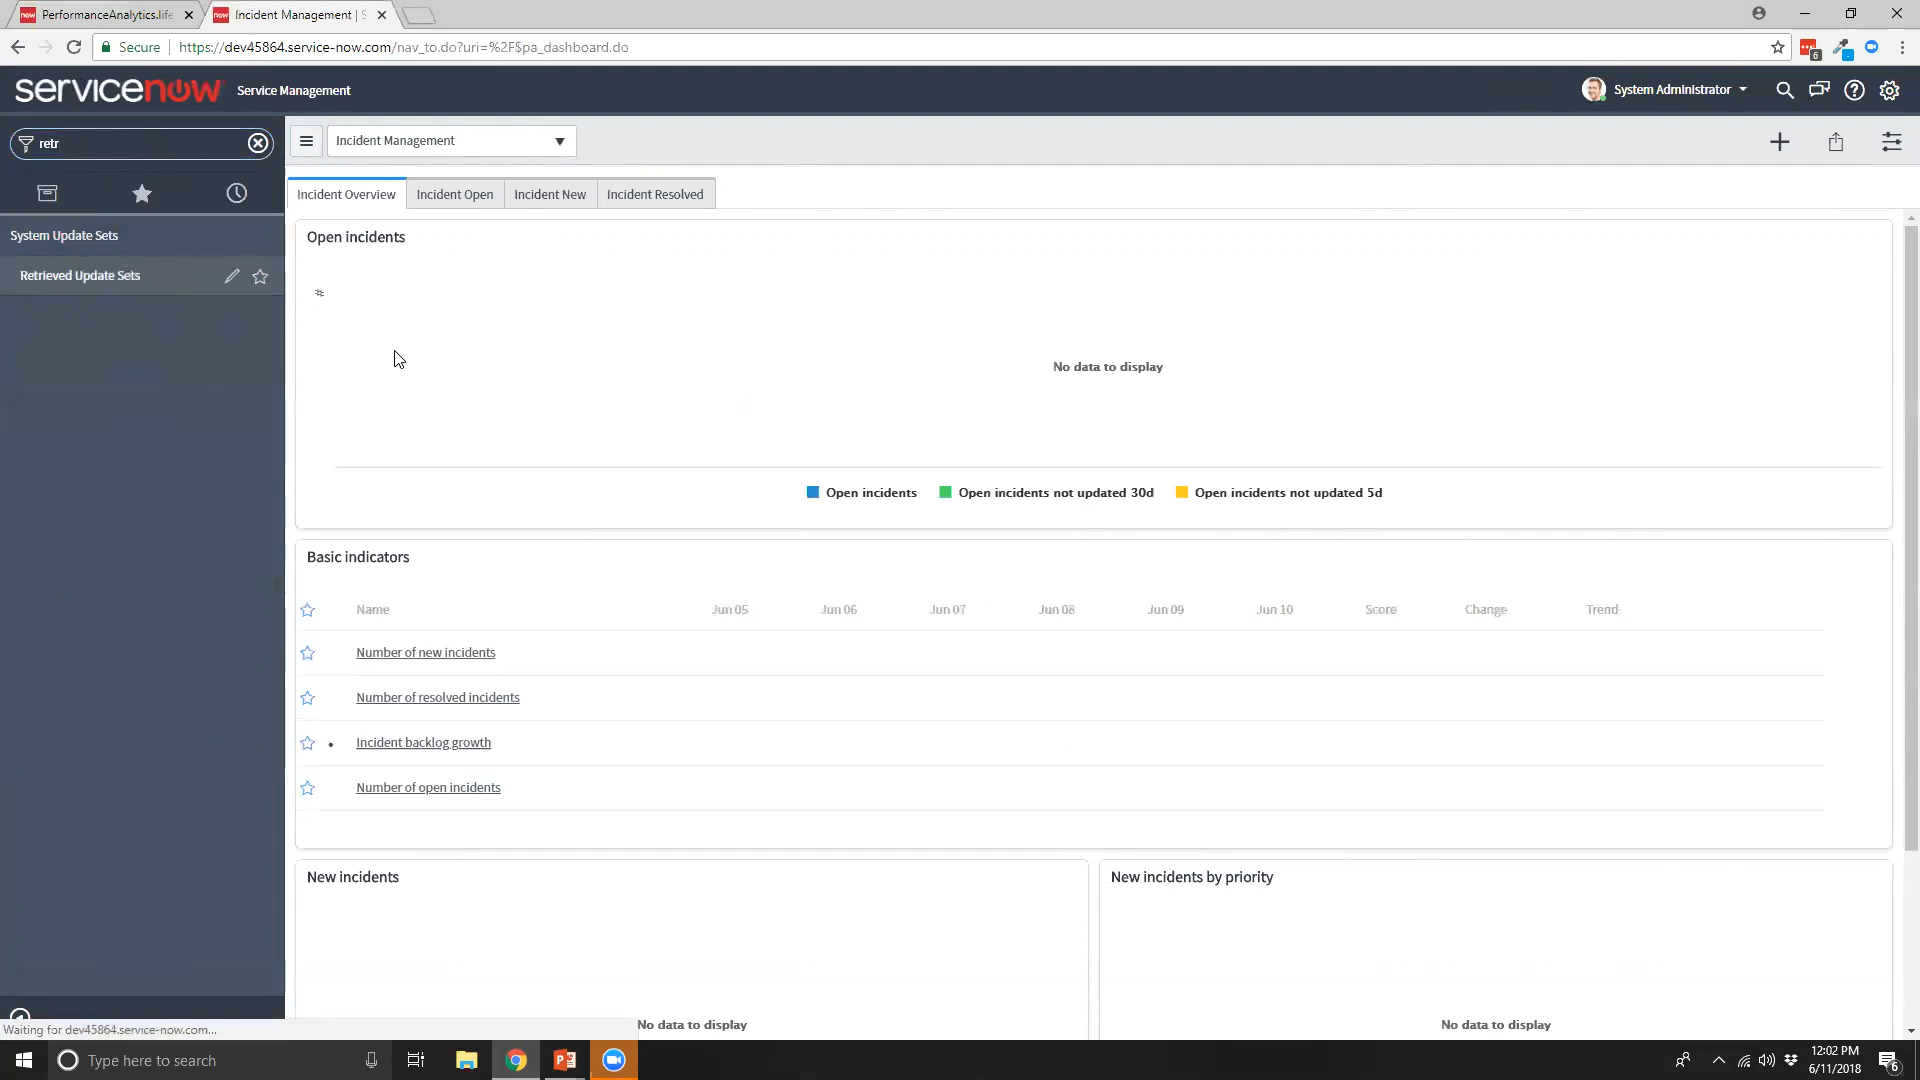 PerformanceAnalytics.life
Incident Management | S
Secure
https://dev45864.service-now.com/nav_to.do?uri=%2F$pa_dashboard.do
6
servicenow
Service Management
System Administrator
retr
Incident Management
Incident Overview
Incident Open
Incident New
Incident Resolved
System Update Sets
Retrieved Update Sets
Open incidents
#
No data to display
Open incidents
Open incidents not updated 30d
Open incidents not updated 5d
Basic indicators
Name
Jun 05
Jun 06
Jun 07
Jun 08
Jun 09
Jun 10
Score
Change
Trend
Number of new incidents
Number of resolved incidents
Incident backlog growth
Number of open incidents
New incidents
New incidents by priority
No data to display
No data to display
Waiting for dev45864.service-now.com...
Type here to search
12:02 PM
6/11/2018
6